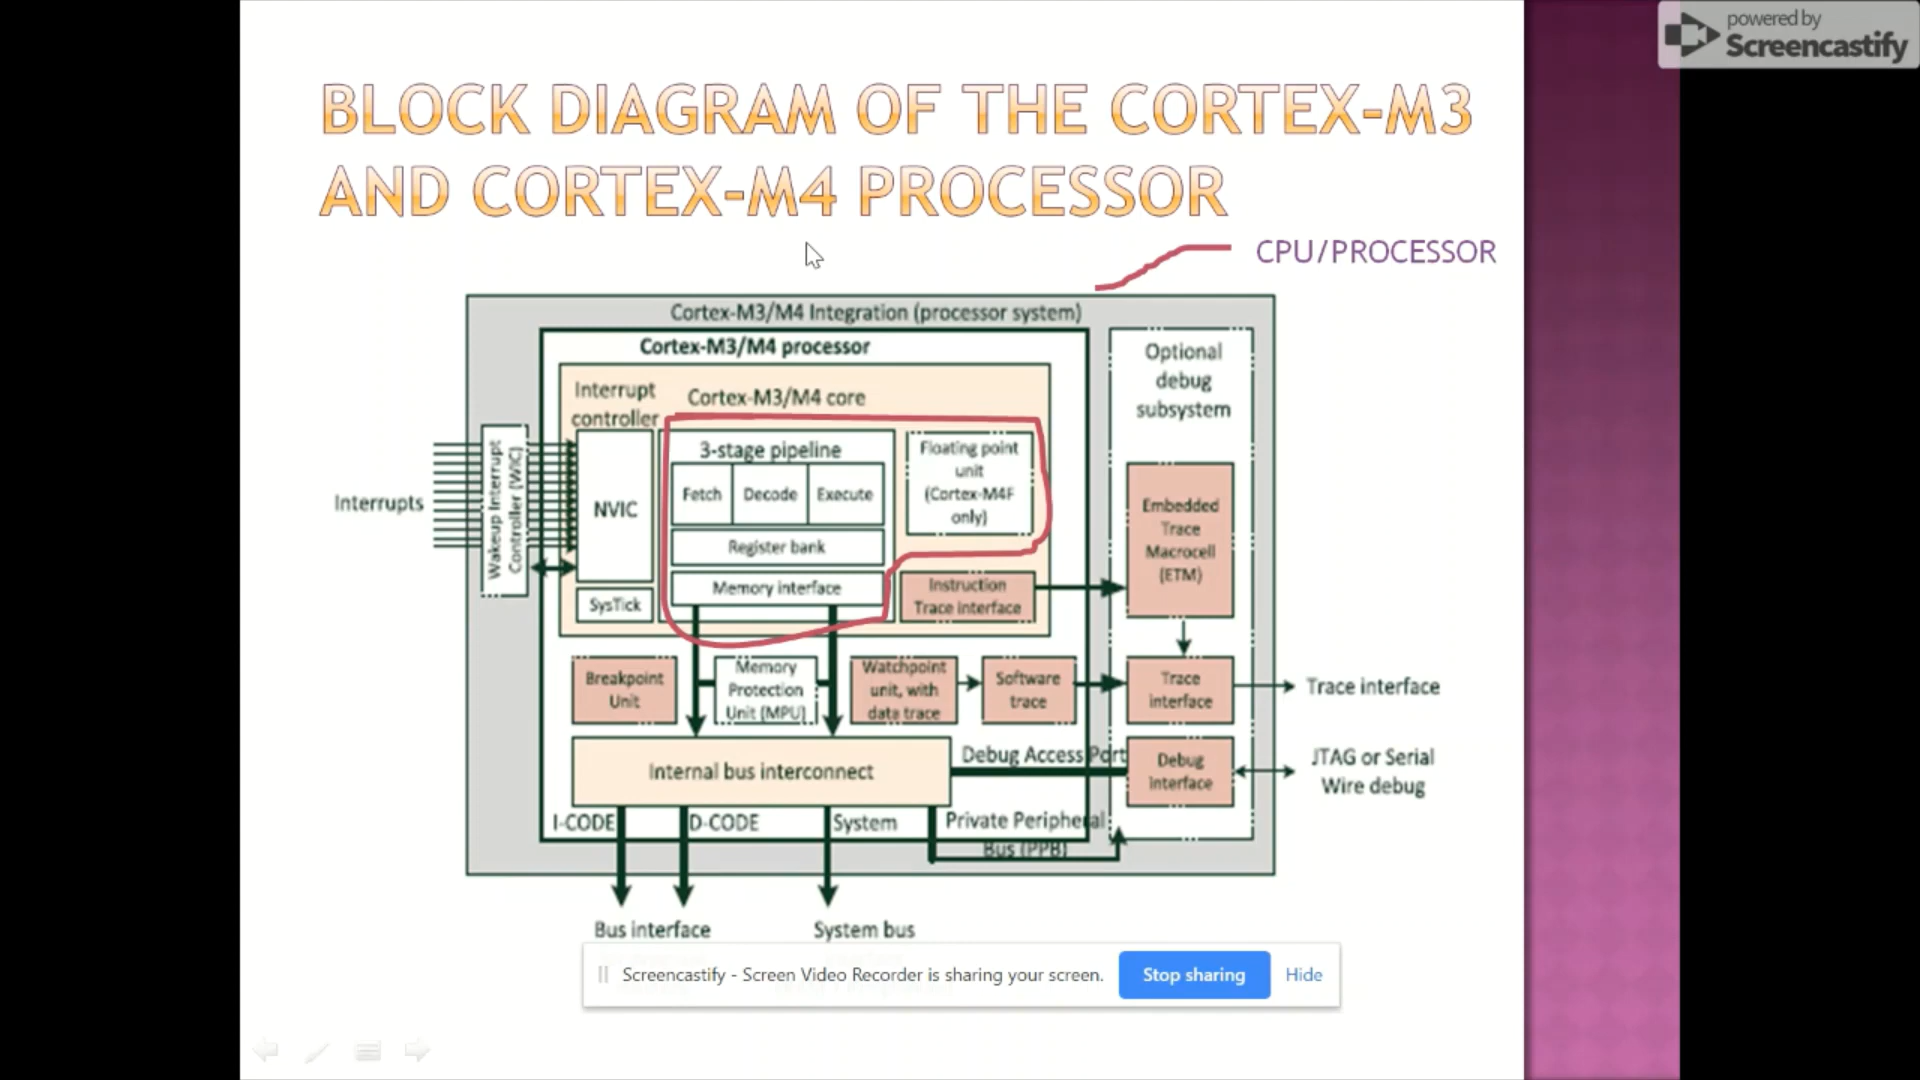 powered by
Screencastify
BLOCK DIAGRAM OF THE CORTEX-M3
AND CORTEX-M4 PROCESSOR
CPU/PROCESSOR
Cortex-M3/M4 Integration (processor system)
Cortex-M3/M4 processor
Optional
debug
subsystem
Interrupt
controller
Cortex-M3/M4 core
Interrupts
Wakeup Interrupt
Controller (WIC)
NVIC
SysTick
3-stage pipeline
Fetch
Decode
Execute
Register bank
Memory interface
Floating point
unit
(Cortex-M4F
only)
Instruction
Trace interface
Embedded
Trace
Macrocell
(ETM)
Breakpoint
Unit
Memory
Protection
Unit (MPU)
Watchpoint
unit, with
data trace
Software
trace
Trace
interface
Trace interface
Internal bus interconnect
Debug Access Port
Debug
interface
JTAG or Serial
Wire debug
I-CODE
D-CODE
System
Private Peripheral
Bus (PPB)
Bus interface
System bus
Screencastify - Screen Video Recorder is sharing your screen.
Stop sharing
Hide